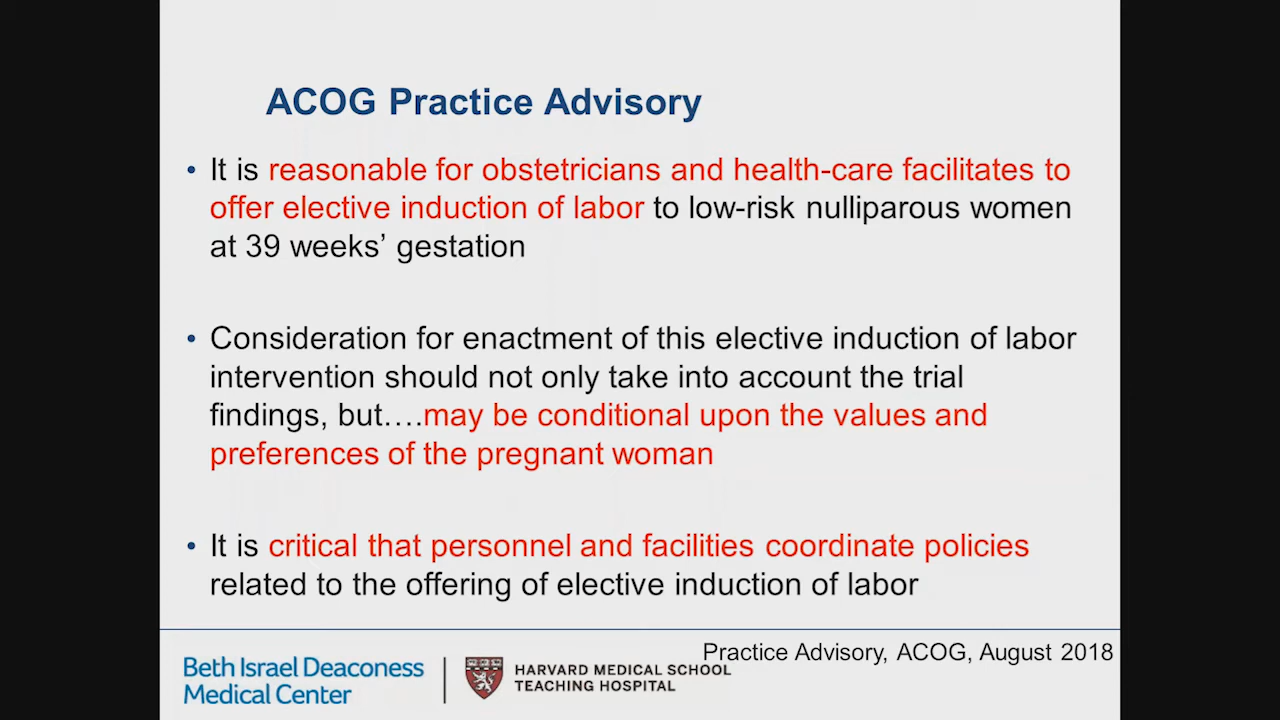 ACOG Practice Advisory
• It is reasonable for obstetricians and health-care facilitates to
offer elective induction of labor to low-risk nulliparous women
at 39 weeks’ gestation
• Consideration for enactment of this elective induction of labor
intervention should not only take into account the trial
findings, but….may be conditional upon the values and
preferences of the pregnant woman
• It is critical that personnel and facilities coordinate policies
related to the offering of elective induction of labor
Practice Advisory, ACOG, August 2018
Beth Israel Deaconess
Medical Center
HARVARD MEDICAL SCHOOL
TEACHING HOSPITAL